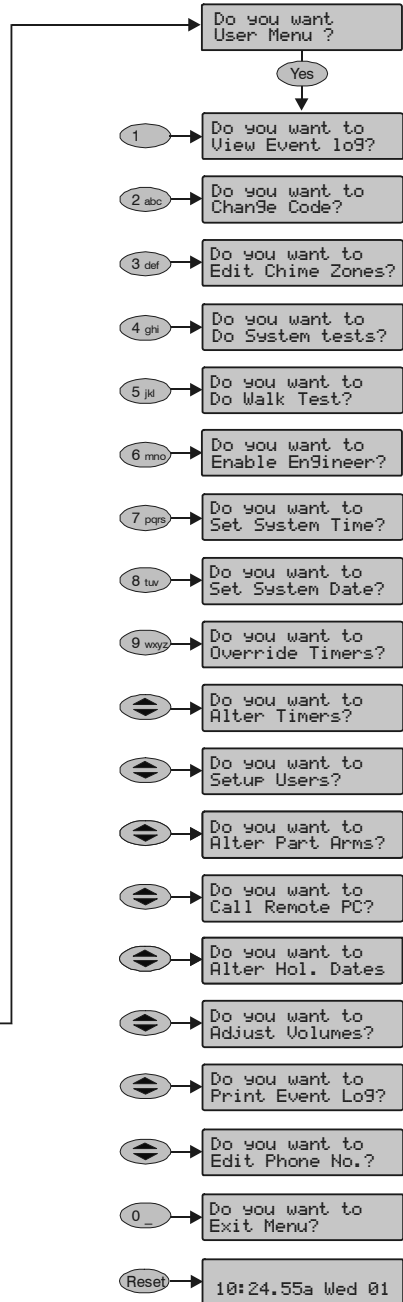 Do you want
User Menu ?
Yes
1
Do you want to
View Event log?
2 abc
Do you want to
Change Code?
3 def
Do you want to
Edit Chime Zones?
4 ghi
Do you want to
Do System tests?
5 jkl
Do you want to
Do Walk Test?
6 mno
Do you want to
Enable Engineer?
7 pqrs
Do you want to
Set System Time?
8 tuv
Do you want to
Set System Date?
9 wxyz
Do you want to
Override Timers?
Do you want to
Alter Timers?
Do you want to
Setup Users?
Do you want to
Alter Part Arms?
Do you want to
Call Remote PC?
Do you want to
Alter Hol. Dates
Do you want to
Adjust Volumes?
Do you want to
Print Event Log?
Do you want to
Edit Phone No.?
0 _
Do you want to
Exit Menu?
Reset
10:24.55a Wed 01